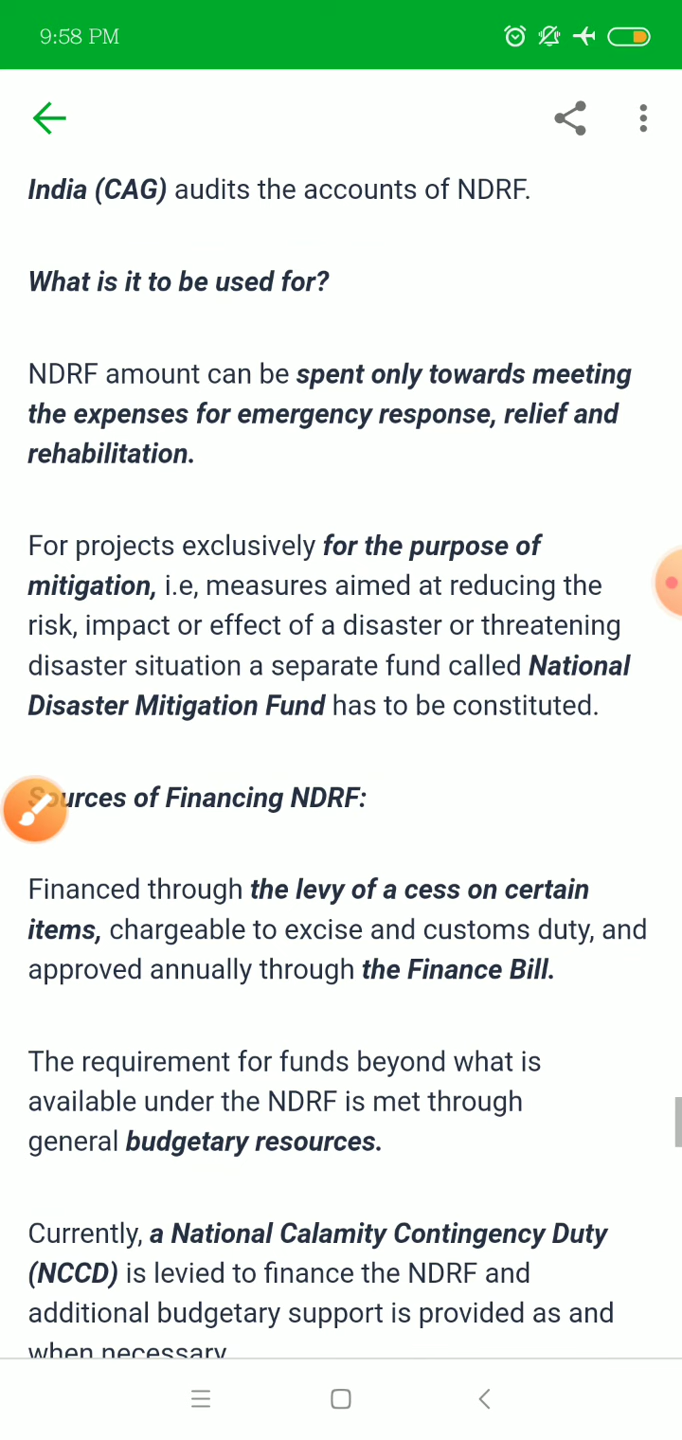 9:58 PM
India (CAG) audits the accounts of NDRF.
What is it to be used for?
NDRF amount can be spent only towards meeting
the expenses for emergency response, relief and
rehabilitation.
For projects exclusively for the purpose of
mitigation, i.e, measures aimed at reducing the
risk, impact or effect of a disaster or threatening
disaster situation a separate fund called National
Disaster Mitigation Fund has to be constituted.
Sources of Financing NDRF:
Financed through the levy of a cess on certain
items, chargeable to excise and customs duty, and
approved annually through the Finance Bill.
The requirement for funds beyond what is
available under the NDRF is met through
general budgetary resources.
Currently, a National Calamity Contingency Duty
(NCCD) is levied to finance the NDRF and
additional budgetary support is provided as and
when necessary